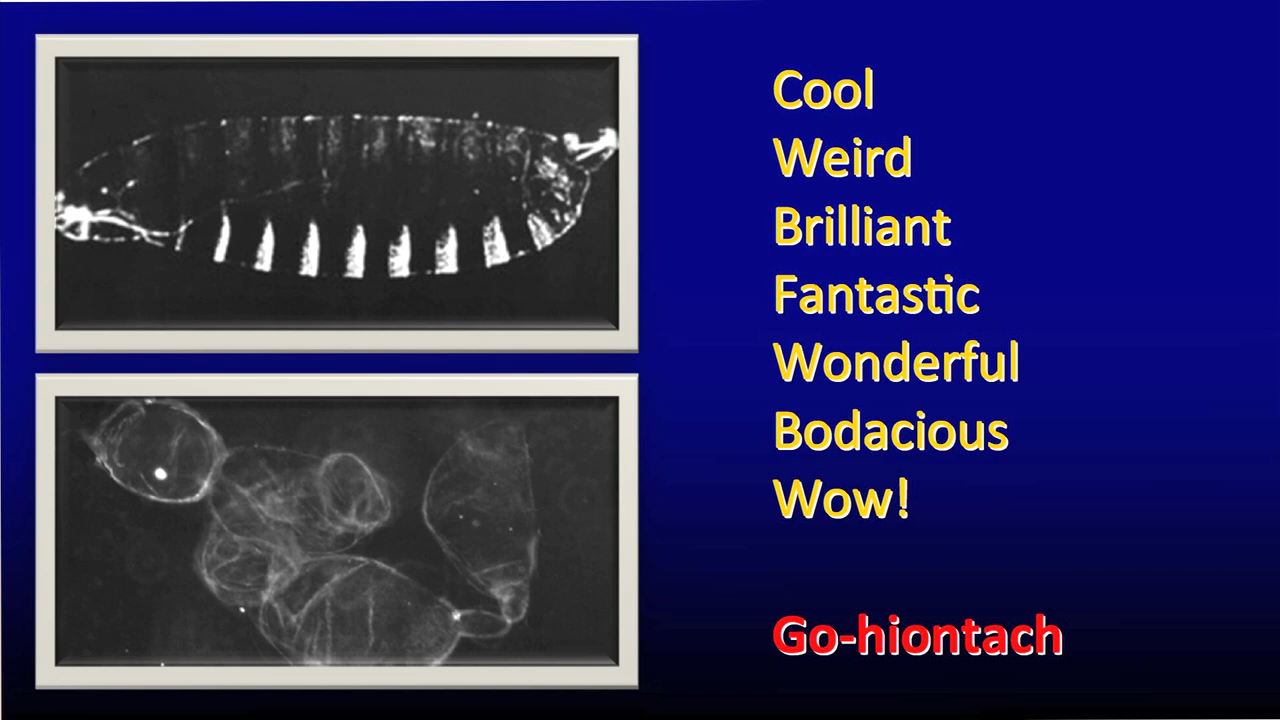 Cool
Weird
Brilliant
Fantastic
Wonderful
Bodacious
Wow!
Go-hiontach